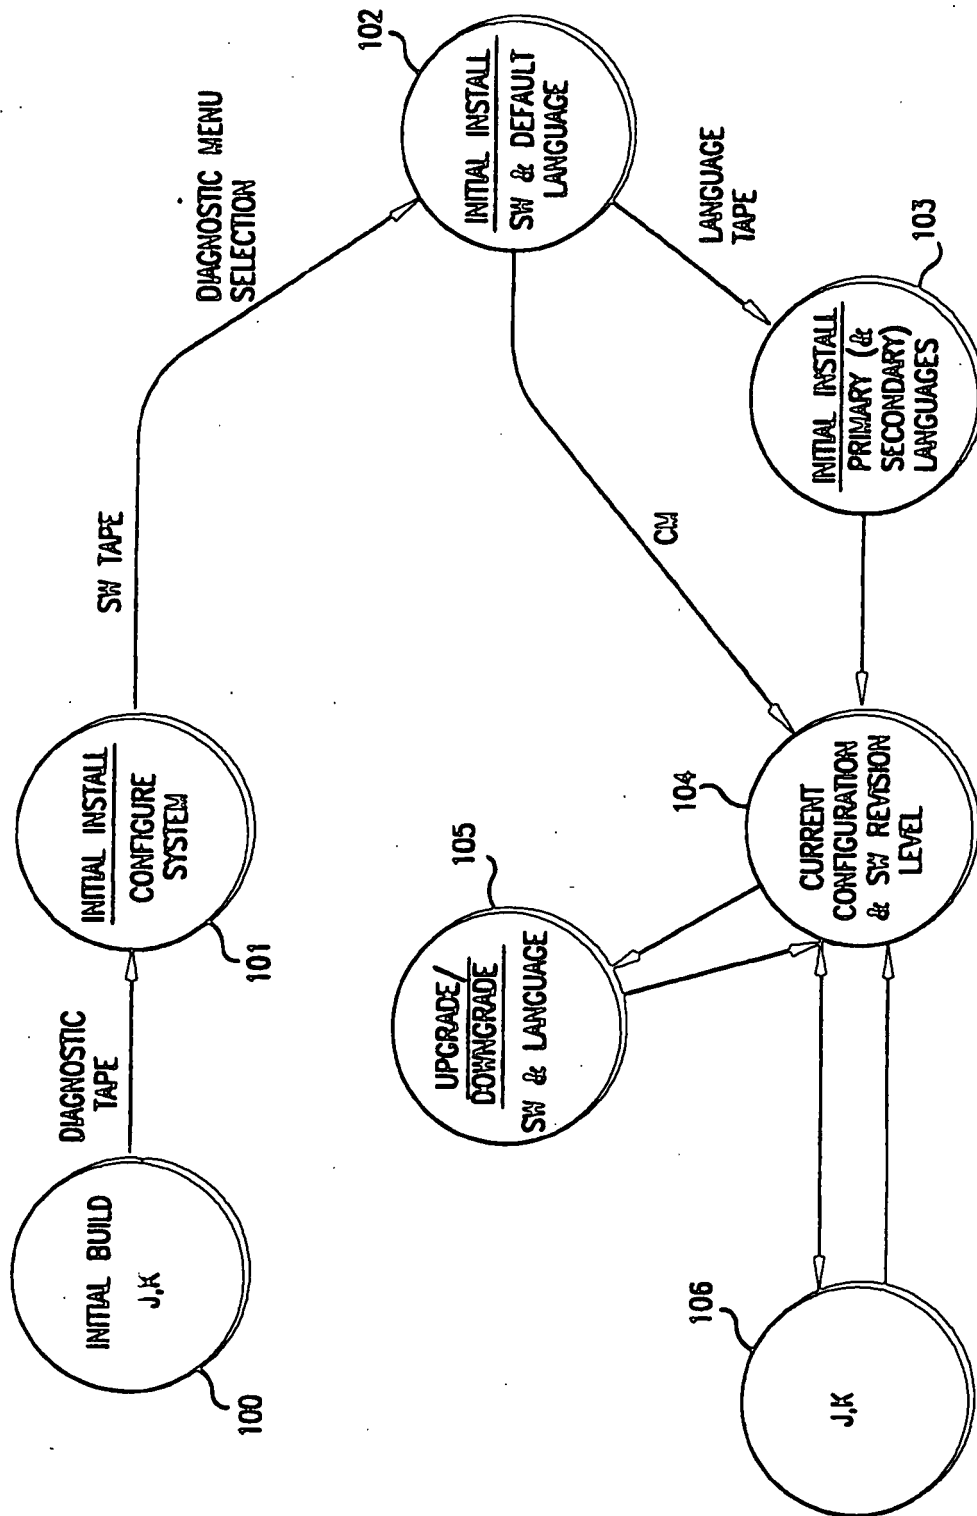 INITIAL BUILD
J,K
100
DIAGNOSTIC
TAPE
INITIAL INSTALL
CONFIGURE
SYSTEM
101
SW TAPE
DIAGNOSTIC MENU
SELECTION
INITIAL INSTALL
SW & DEFAULT
LANGUAGE
102
LANGUAGE
TAPE
CM
INITIAL INSTALL
PRIMARY (&
SECONDARY)
LANGUAGES
103
CURRENT
CONFIGURATION
& SW REVISION
LEVEL
104
UPGRADE/
DOWNGRADE
SW & LANGUAGE
105
J,K
106